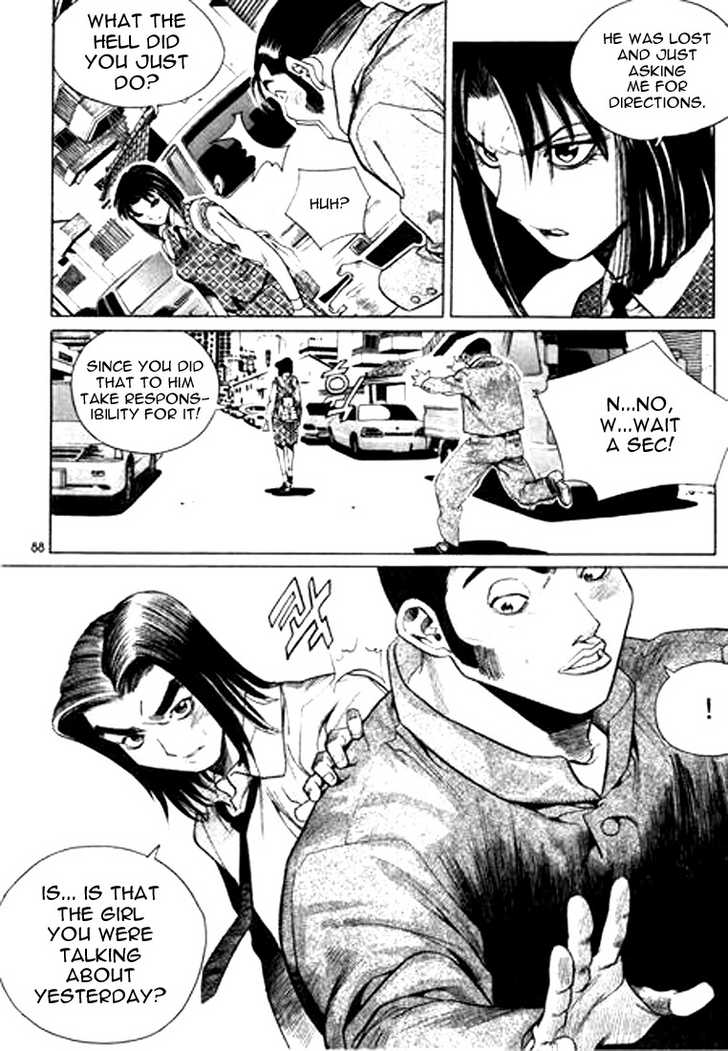 WHAT THE
HELL DID
YOU JUST
DO?
HUH?
HE WAS LOST
AND JUST
ASKING
ME FOR
DIRECTIONS.
SINCE YOU DID
THAT TO HIM
TAKE RESPONS-
IBILITY FOR IT!
N...NO,
W...WAIT
A SEC!
88
!
IS... IS THAT
THE GIRL
YOU WERE
TALKING
ABOUT
YESTERDAY?